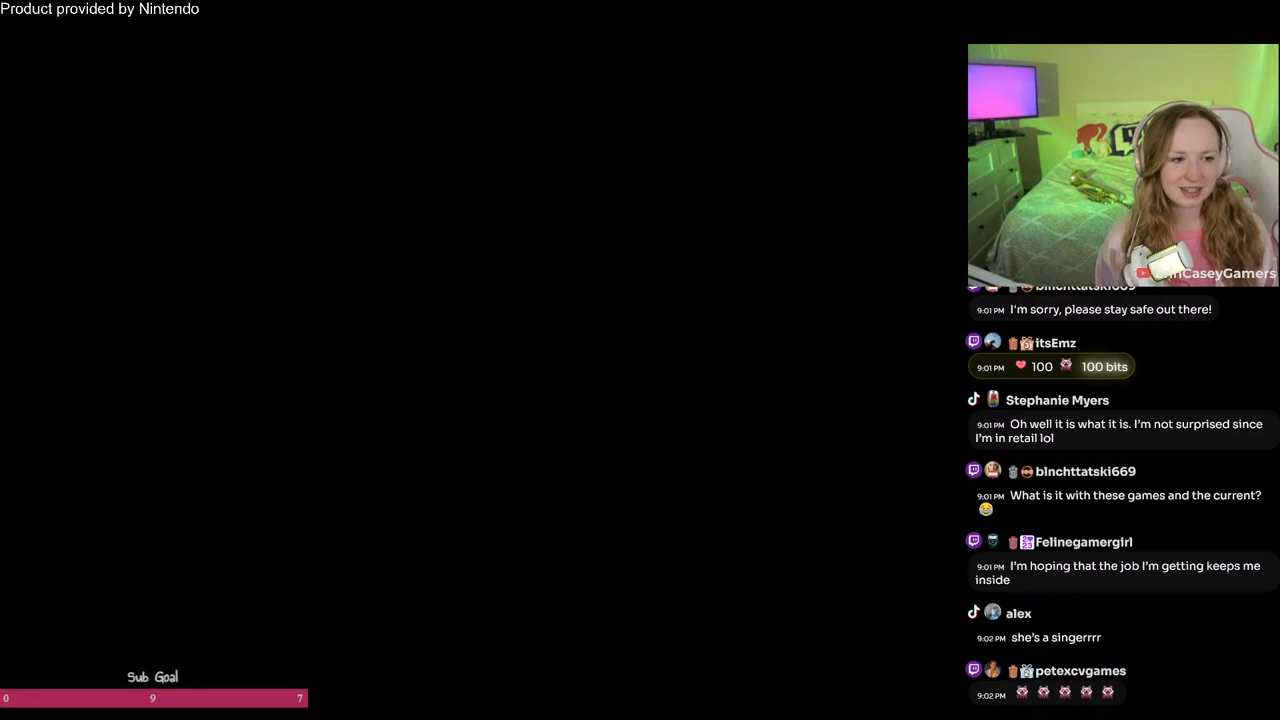 Product provided by Nintendo
CaseyGamers
blnchttatski669
9:01 PM I'm sorry, please stay safe out there!
itsEmz
9:01 PM 100 100 bits
Stephanie Myers
9:01 PM Oh well it is what it is. I'm not surprised since
I'm in retail lol
blnchttatski669
9:01 PM What is it with these games and the current?
😂
Felinegamergirl
9:01 PM I'm hoping that the job I'm getting keeps me
inside
alex
9:02 PM she's a singerrrr
petexcvgames
9:02 PM
Sub Goal
0 9 7